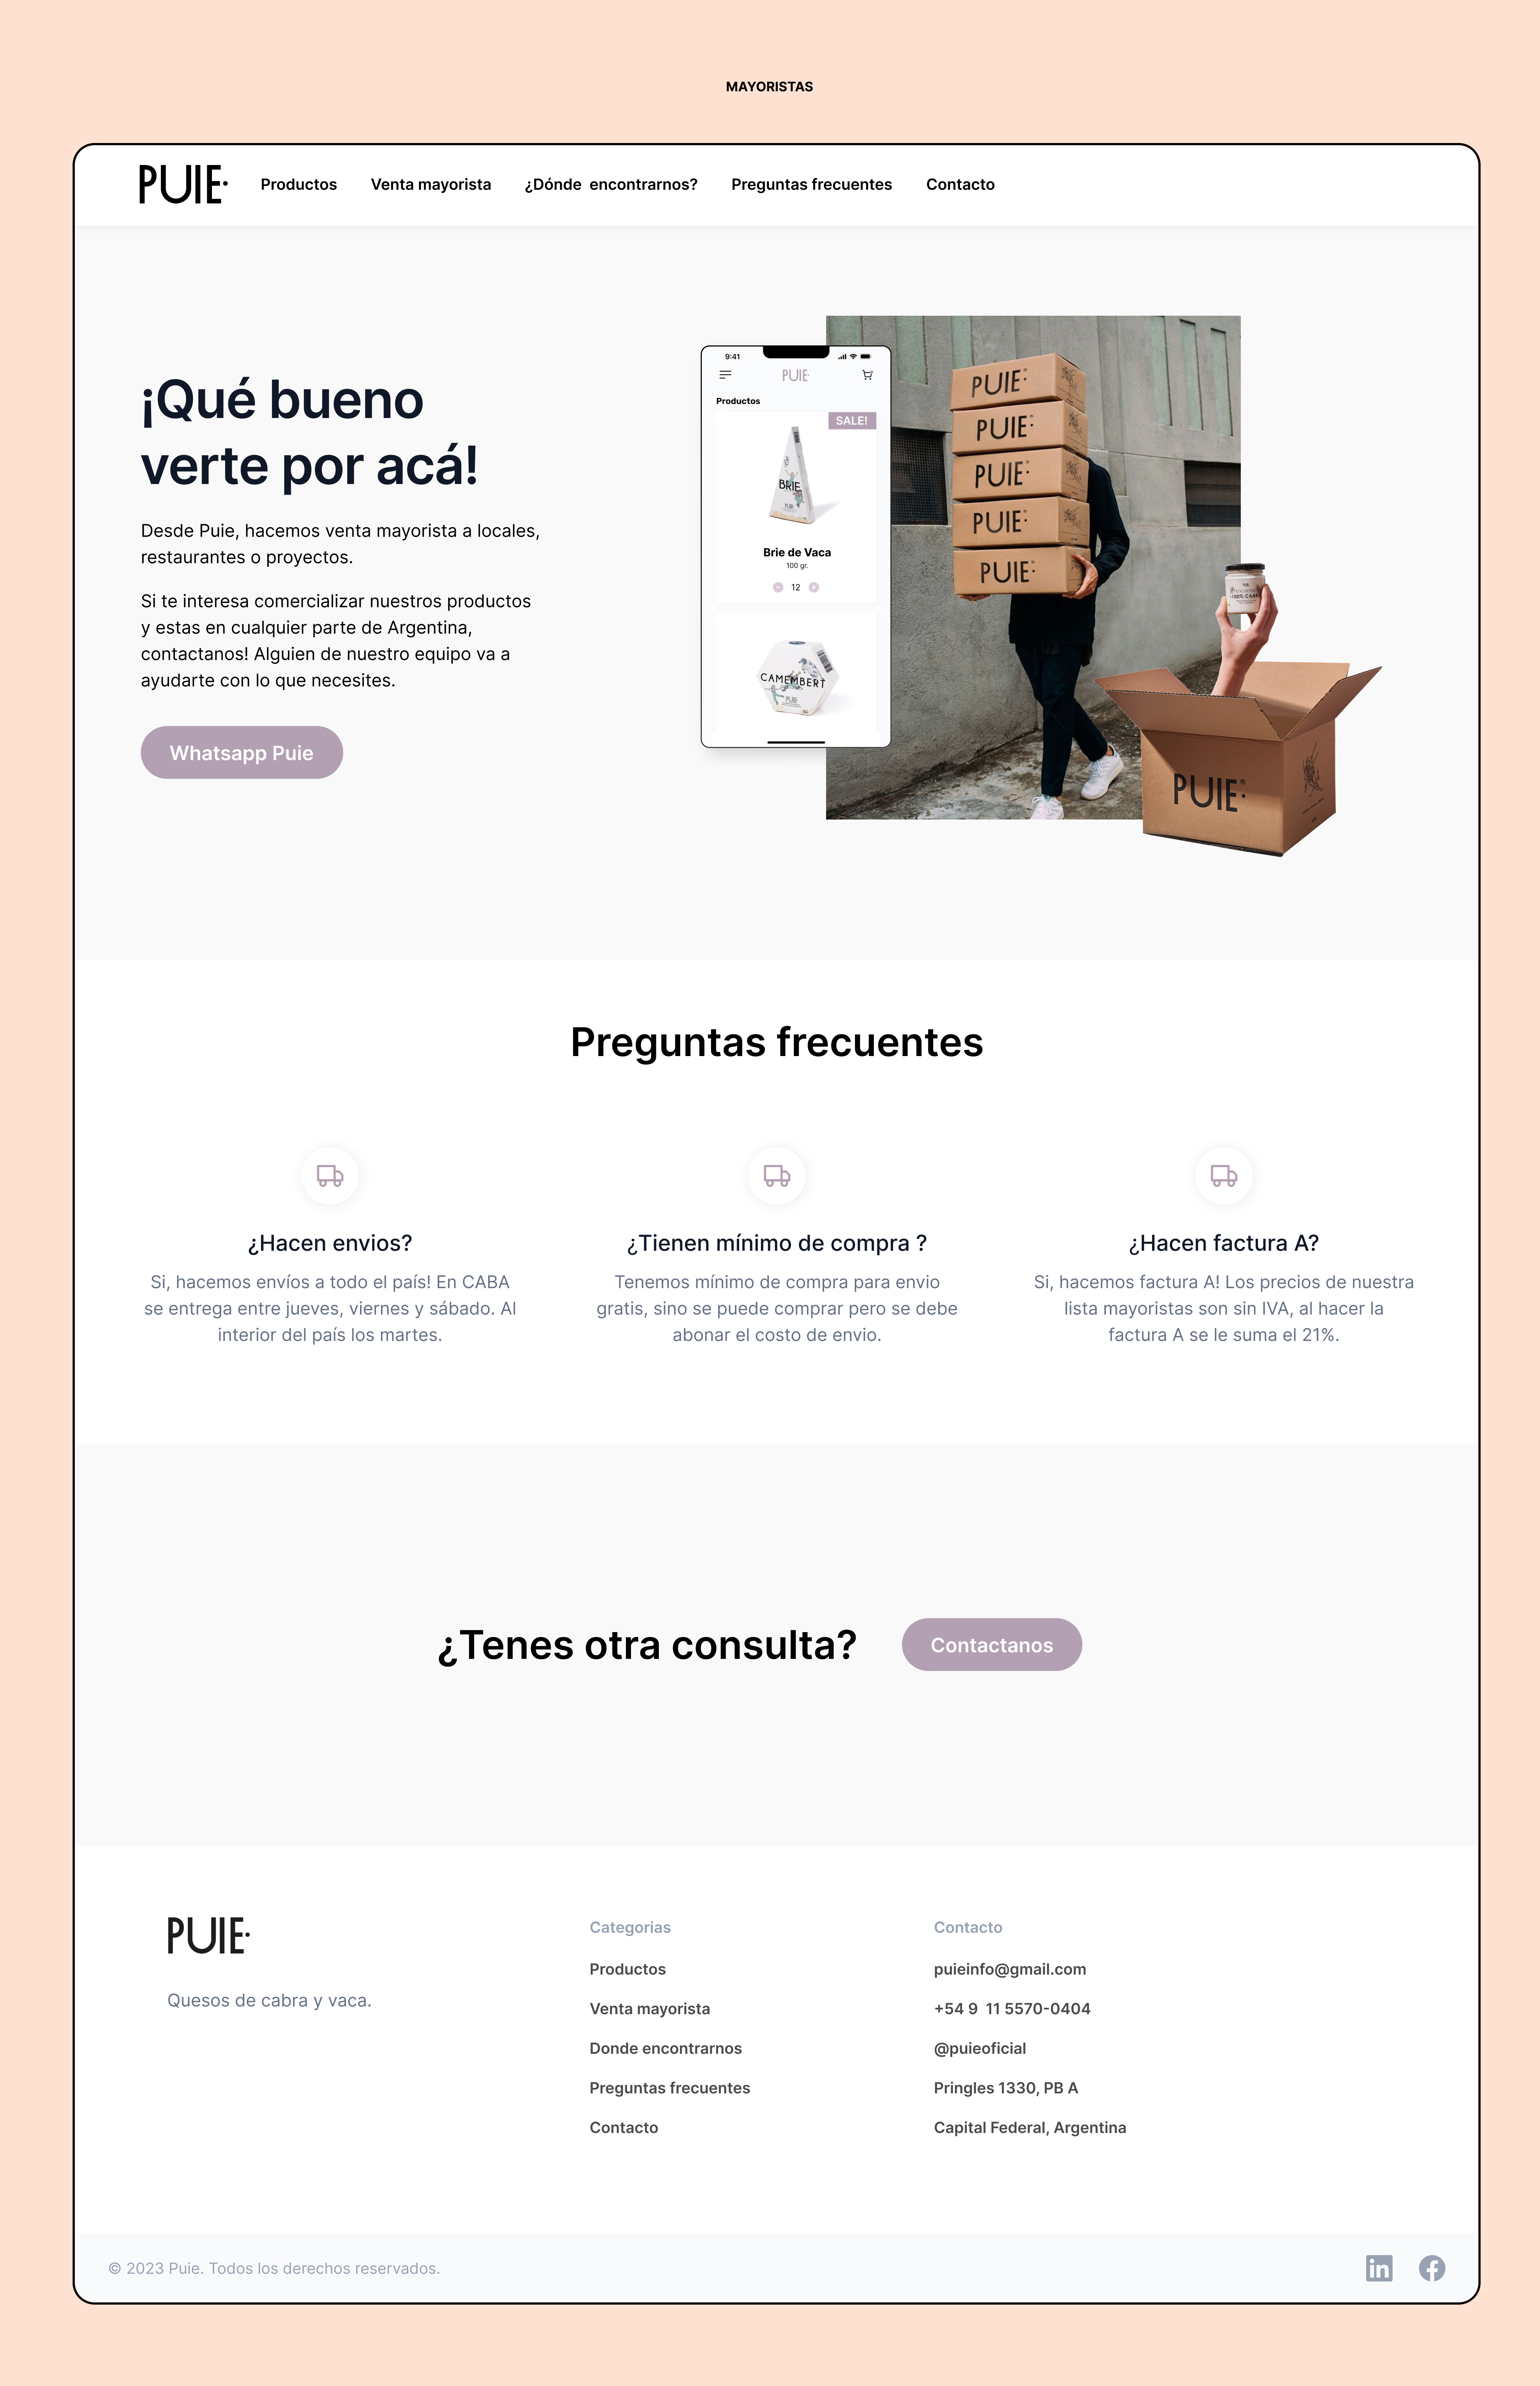 MAYORISTAS
PUIE
Productos Venta mayorista ¿Dónde encontrarnos? Preguntas frecuentes Contacto
¡Qué bueno
verte por acá!
Desde Puie, hacemos venta mayorista a locales,
restaurantes o proyectos.
Si te interesa comercializar nuestros productos
y estas en cualquier parte de Argentina,
contactanos! Alguien de nuestro equipo va a
ayudarte con lo que necesites.
Whatsapp Puie
9:41
PUIE
Productos
SALE!
BRIE
PUIE
Brie de Vaca
100 gr.
- 12 +
CAMEMBERT
PUIE
PUIE
PUIE
PUIE
PUIE
PUIE
PUIE
Preguntas frecuentes
¿Hacen envios?
Si, hacemos envíos a todo el país! En CABA
se entrega entre jueves, viernes y sábado. Al
interior del país los martes.
¿Tienen mínimo de compra ?
Tenemos mínimo de compra para envio
gratis, sino se puede comprar pero se debe
abonar el costo de envio.
¿Hacen factura A?
Si, hacemos factura A! Los precios de nuestra
lista mayoristas son sin IVA, al hacer la
factura A se le suma el 21%.
¿Tenes otra consulta?
Contactanos
PUIE
Quesos de cabra y vaca.
Categorias
Productos
Venta mayorista
Donde encontrarnos
Preguntas frecuentes
Contacto
Contacto
puieinfo@gmail.com
+54 9 11 5570-0404
@puieoficial
Pringles 1330, PB A
Capital Federal, Argentina
© 2023 Puie. Todos los derechos reservados.
in f